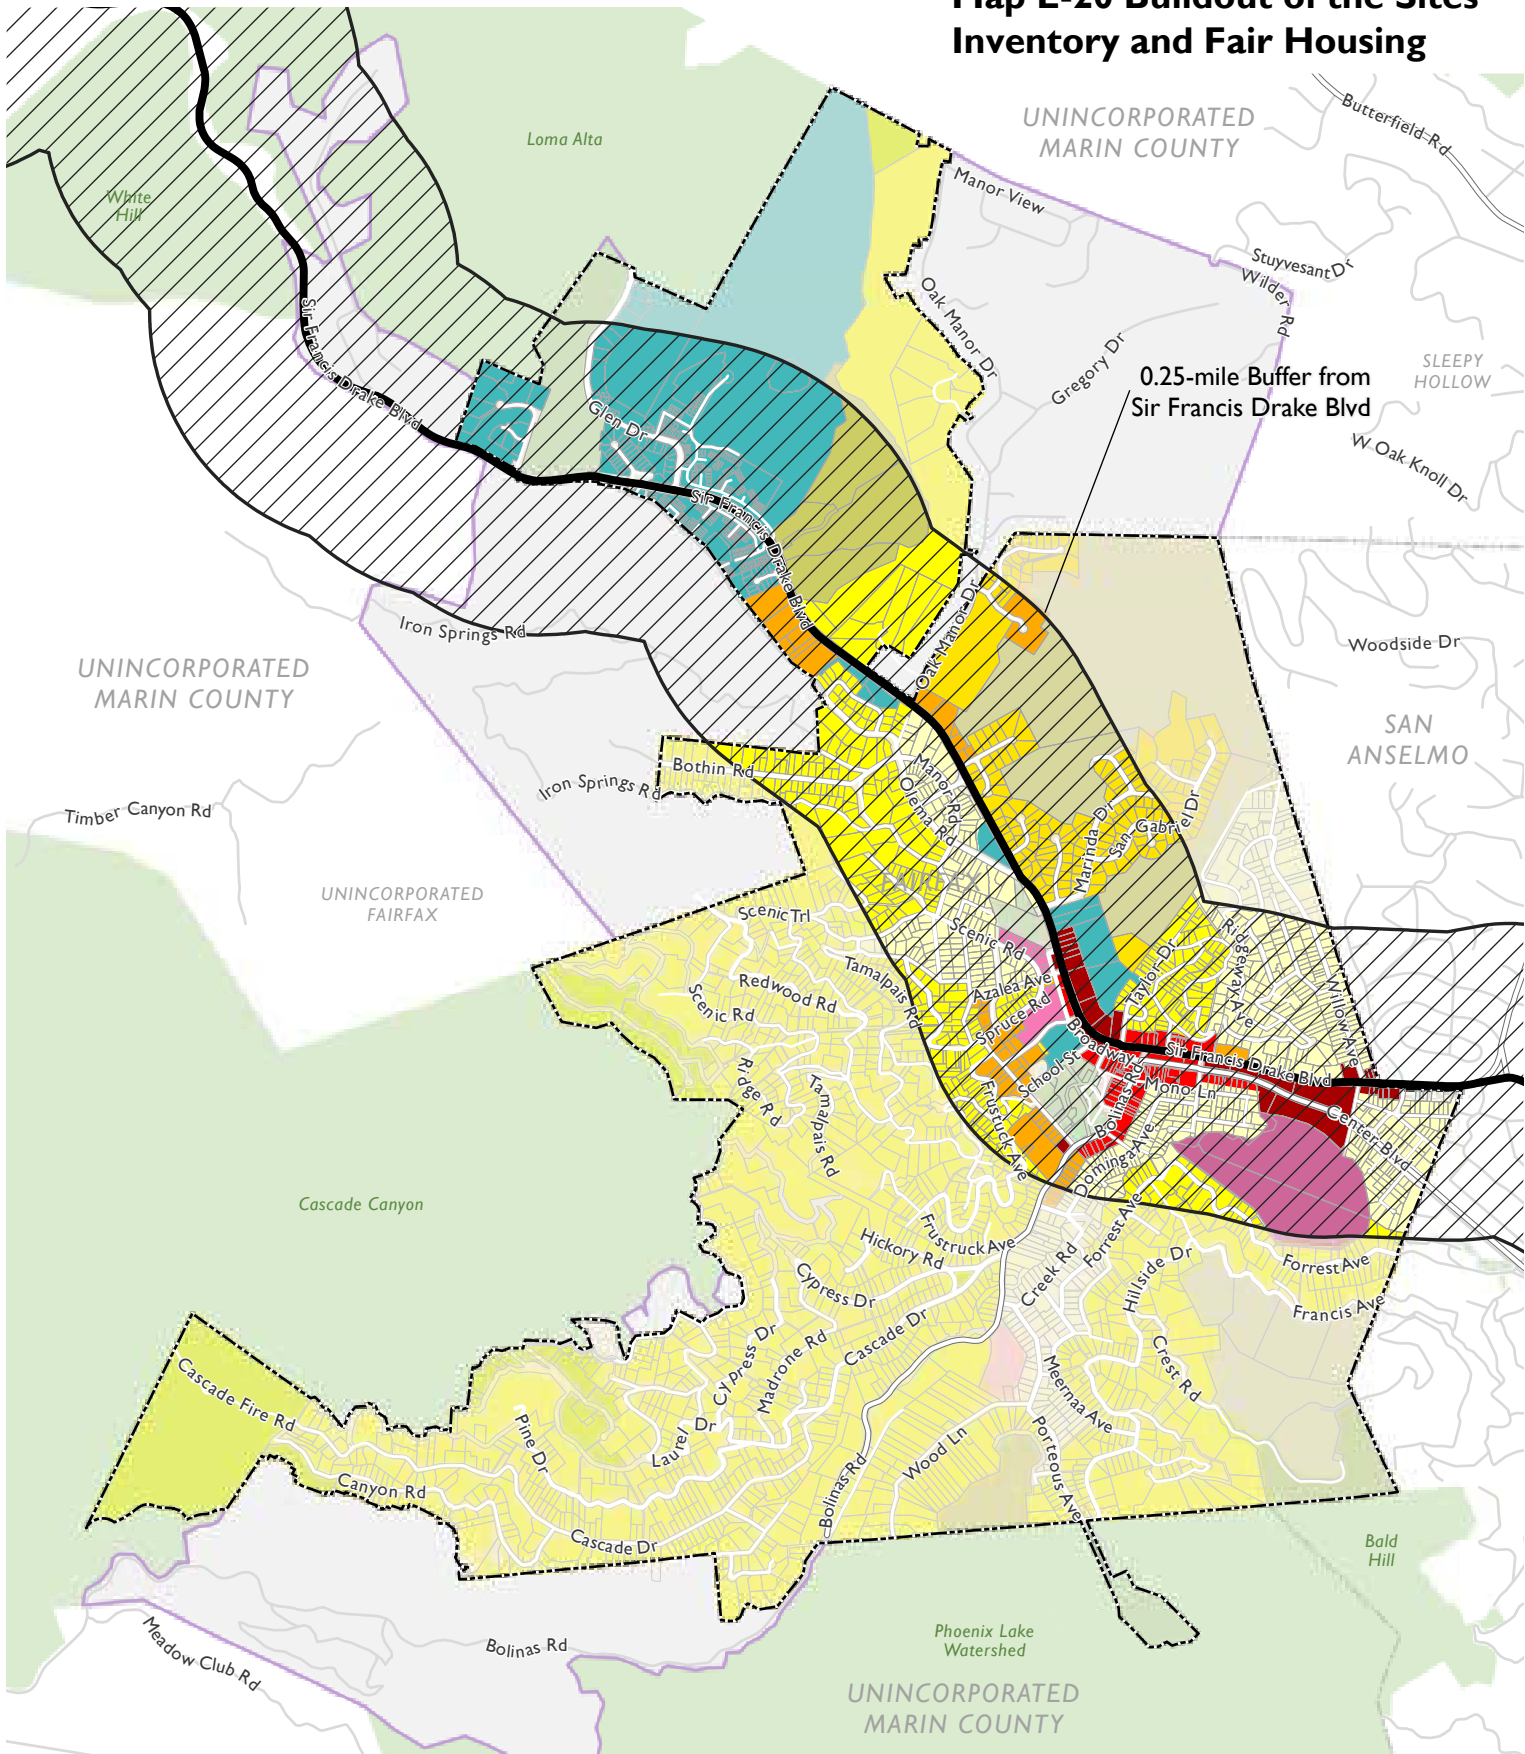 Map E-20 Buildout of the Sites
Inventory and Fair Housing
UNINCORPORATED
MARIN COUNTY
Butterfield Rd
Loma Alta
White
Hill
Manor View
Stuyvesant Dr
Wilder Rd
Oak Manor Dr
Gregory Dr
SLEEPY
HOLLOW
0.25-mile Buffer from
Sir Francis Drake Blvd
W. Oak Knoll Dr
Sir Francis Drake Blvd
Glen Dr
Sir Francis Drake Blvd
Oak Manor Dr
Iron Springs Rd
Woodside Dr
UNINCORPORATED
MARIN COUNTY
SAN
ANSELMO
Bothin Rd
Iron Springs Rd
Manor Rd
Olema Rd
Timber Canyon Rd
Marinda Dr
San Gabriel Dr
FAIRFAX
UNINCORPORATED
FAIRFAX
Scenic Trl
Scenic Rd
Ridgeway Ave
Taylor Dr
Tamalpais Rd
Redwood Rd
Scenic Rd
Azalea Ave
Spruce Rd
Willow Ave
Broadway
Sir Francis Drake Blvd
School St
Bolinas Rd
Mono Ln
Center Blvd
Ridge Rd
Tamalpais Rd
Frustuck Ave
Dominga Ave
Cascade Canyon
Frustruck Ave
Hickory Rd
Forrest Ave
Creek Rd
Hillside Dr
Forrest Ave
Francis Ave
Cypress Dr
Cascade Dr
Cypress Dr
Madrone Rd
Crest Rd
Meernaa Ave
Cascade Fire Rd
Pine Dr
Laurel Dr
Wood Ln
Porteous Ave
Bolinas Rd
Canyon Rd
Cascade Dr
Bald
Hill
Meadow Club Rd
Bolinas Rd
Phoenix Lake
Watershed
UNINCORPORATED
MARIN COUNTY